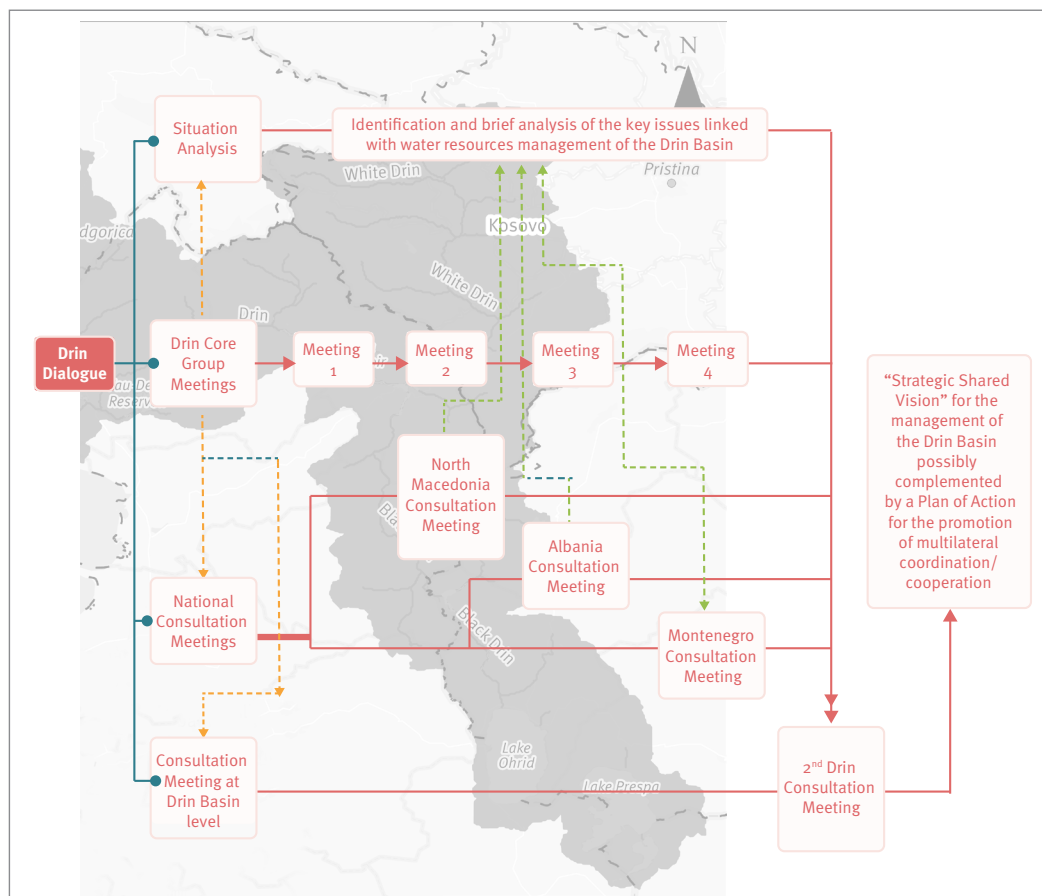 N
Situation
Analysis
Identification and brief analysis of the key issues linked
with water resources management of the Drin Basin
White Drin
Pristina
Kosovo
White Drin
Drin
Drin
Dialogue
Drin Core
Group
Meetings
Meeting
1
Meeting
2
Meeting
3
Meeting
4
“Strategic Shared
Vision” for the
management of
the Drin Basin
possibly
complemented
by a Plan of Action
for the promotion
of multilateral
coordination/
cooperation
North
Macedonia
Consultation
Meeting
Albania
Consultation
Meeting
National
Consultation
Meetings
Black Drin
Montenegro
Consultation
Meeting
Lake
Ohrid
Lake Prespa
Consultation
Meeting at
Drin Basin
level
2nd Drin
Consultation
Meeting